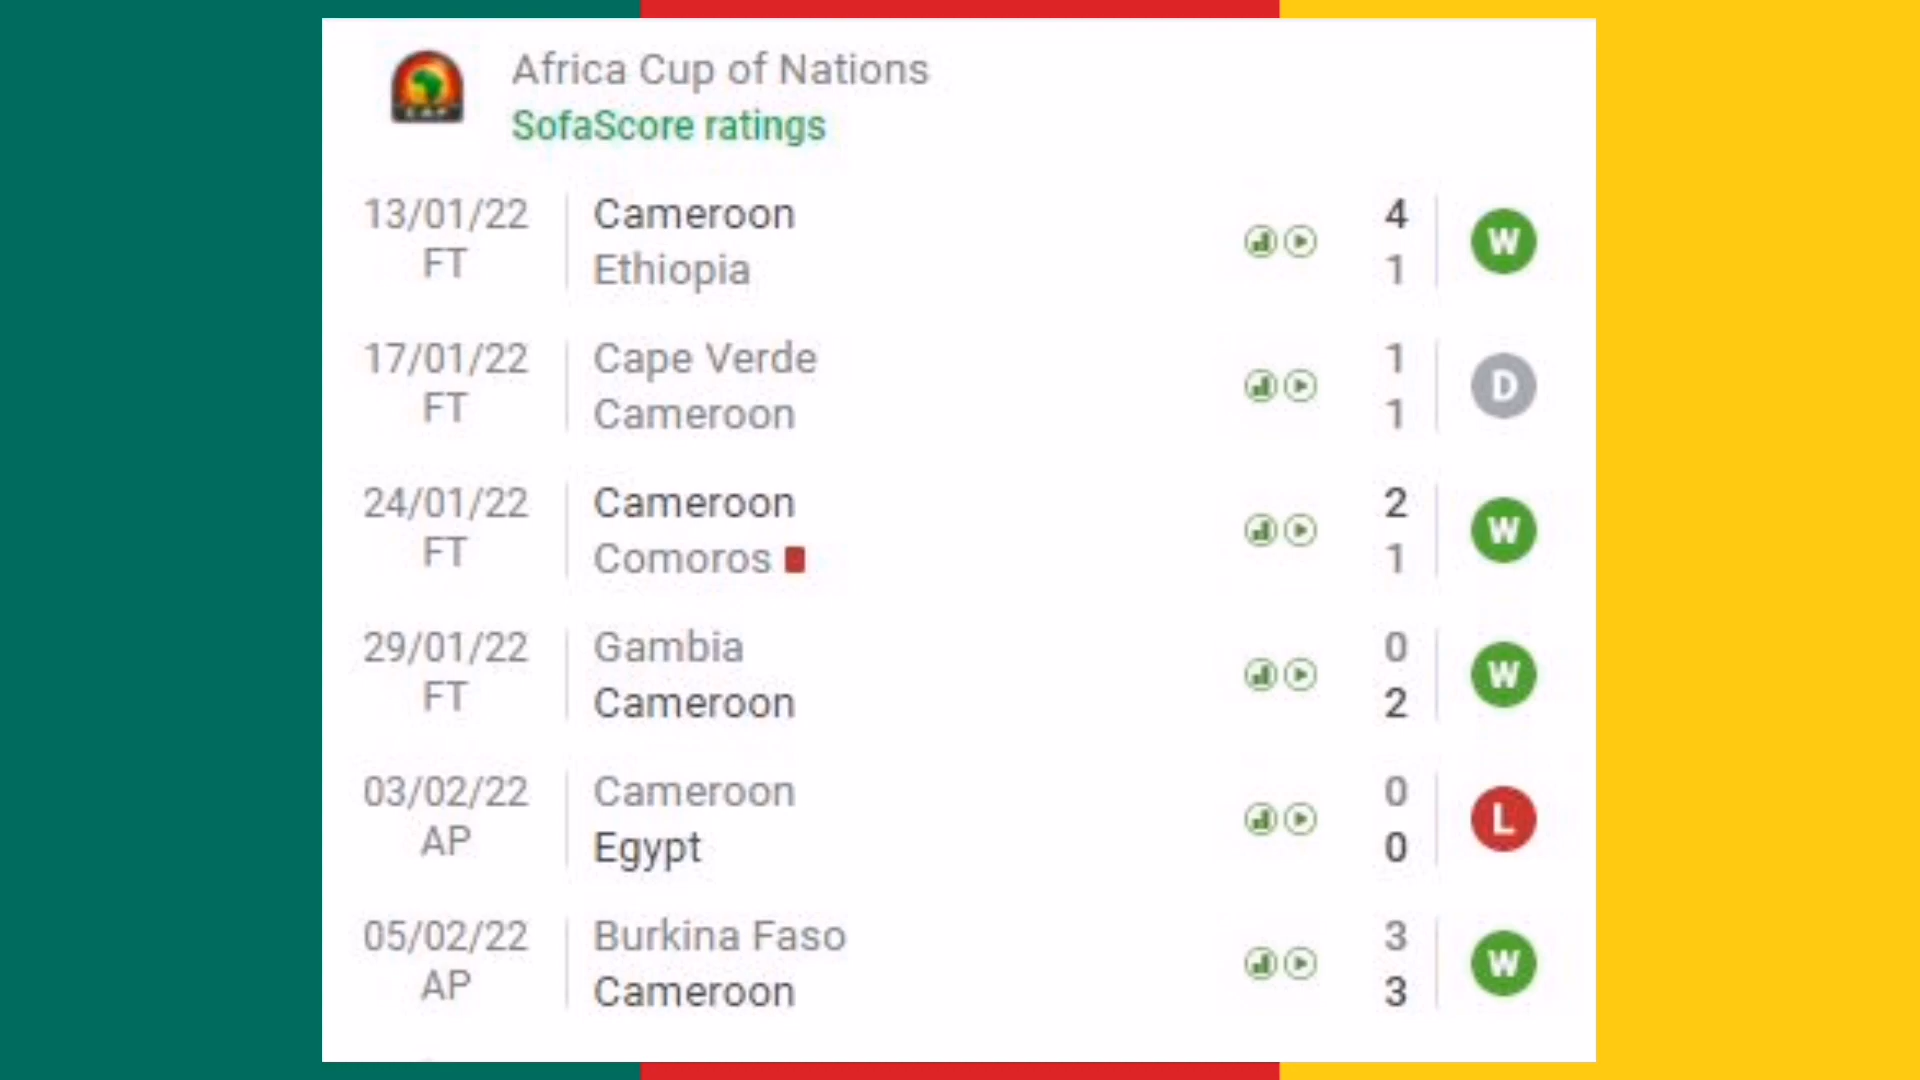 Africa Cup of Nations
SofaScore ratings
13/01/22 Cameroon 4
FT Ethiopia 1 W
17/01/22 Cape Verde 1
FT Cameroon 1 D
24/01/22 Cameroon 2
FT Comoros 1 W
29/01/22 Gambia 0
FT Cameroon 2 W
03/02/22 Cameroon 0
AP Egypt 0 L
05/02/22 Burkina Faso 3
AP Cameroon 3 W